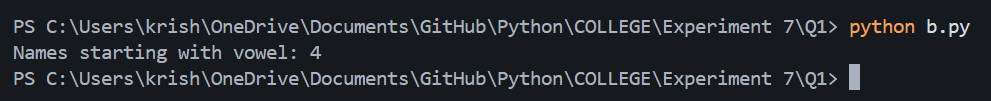 PS C:\Users\krish\OneDrive\Documents\GitHub\Python\COLLEGE\Experiment 7\Q1> python b.py
Names starting with vowel: 4
PS C:\Users\krish\OneDrive\Documents\GitHub\Python\COLLEGE\Experiment 7\Q1>